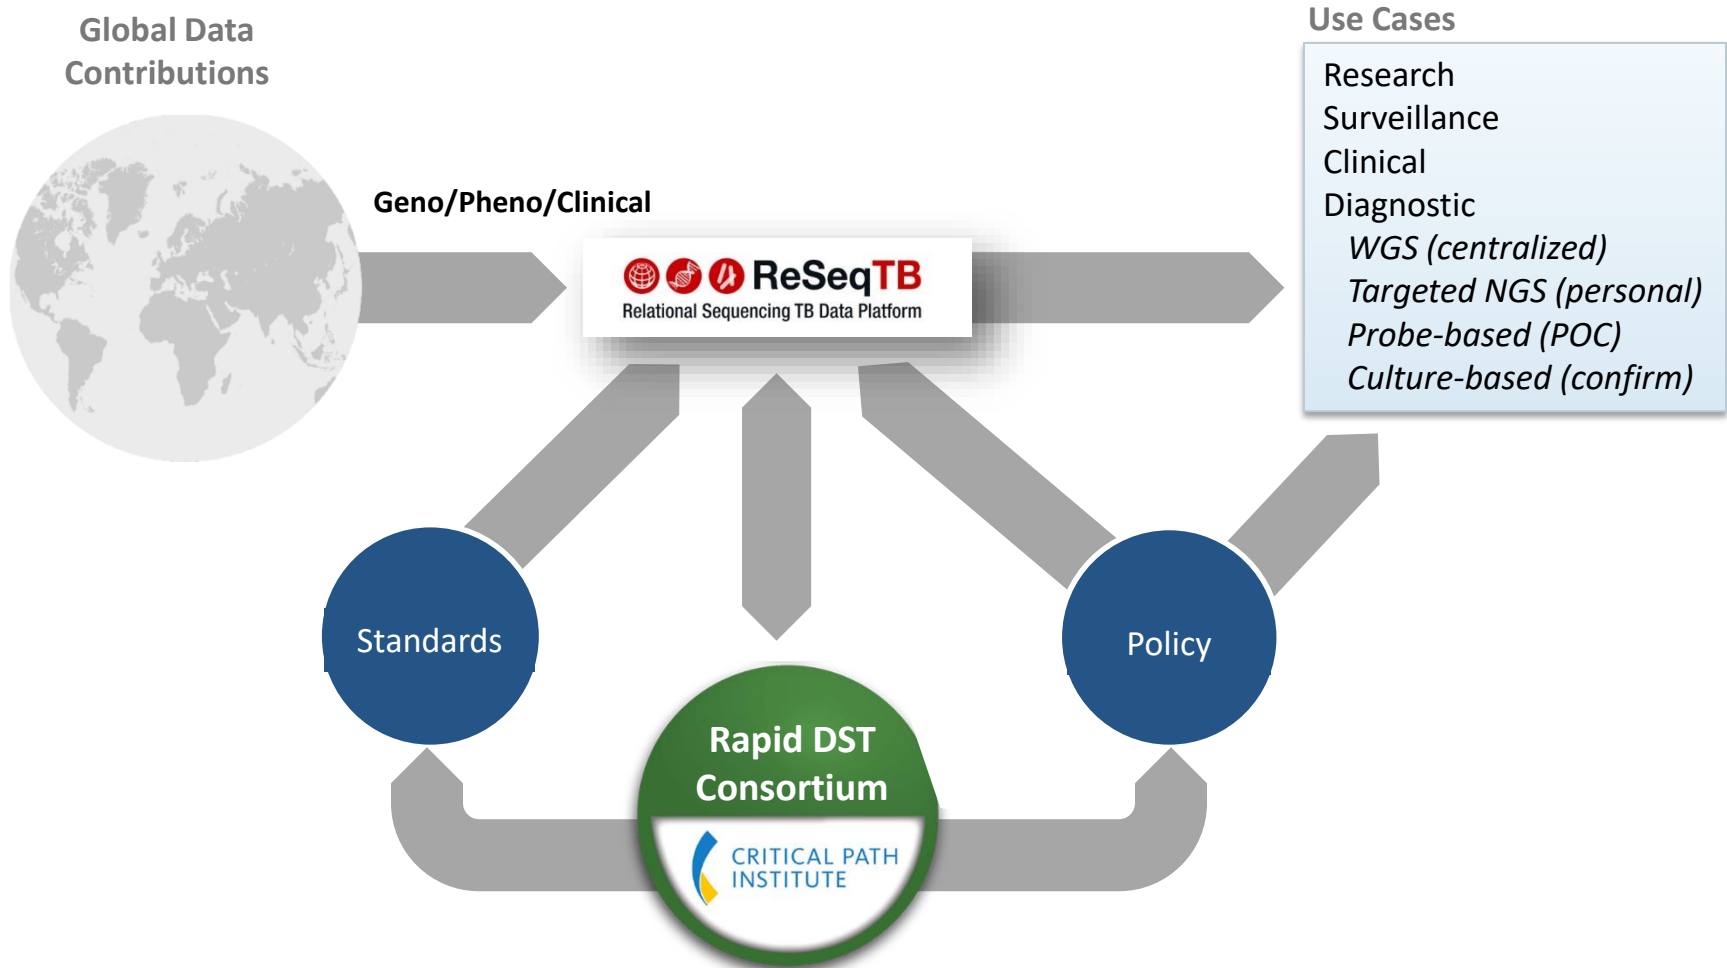 Global Data
Contributions
Use Cases
Research
Surveillance
Clinical
Diagnostic
WGS (centralized)
Targeted NGS (personal)
Probe-based (POC)
Culture-based (confirm)
Geno/Pheno/Clinical
ReSeqTB
Relational Sequencing TB Data Platform
Standards
Policy
Rapid DST
Consortium
CRITICAL PATH
INSTITUTE